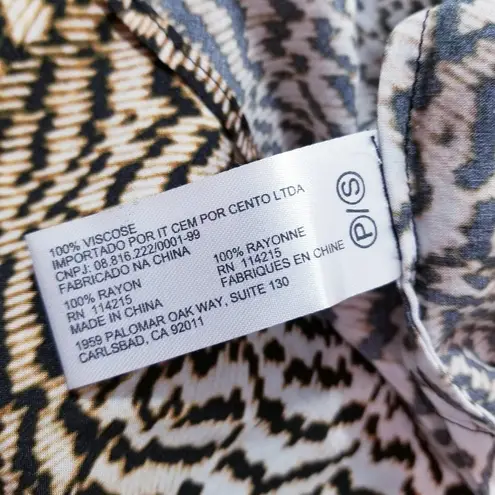 100% VISCOSE
IMPORTADO POR IT CEM POR CENTO LTDA
CNPJ: 08.816.222/0001-99
FABRICADO NA CHINA
100% RAYON
RN 114215
MADE IN CHINA
100% RAYONNE
RN 114215
FABRIQUÉS EN CHINE
1959 PALOMAR OAK WAY, SUITE 130
CARLSBAD, CA 92011
P/S